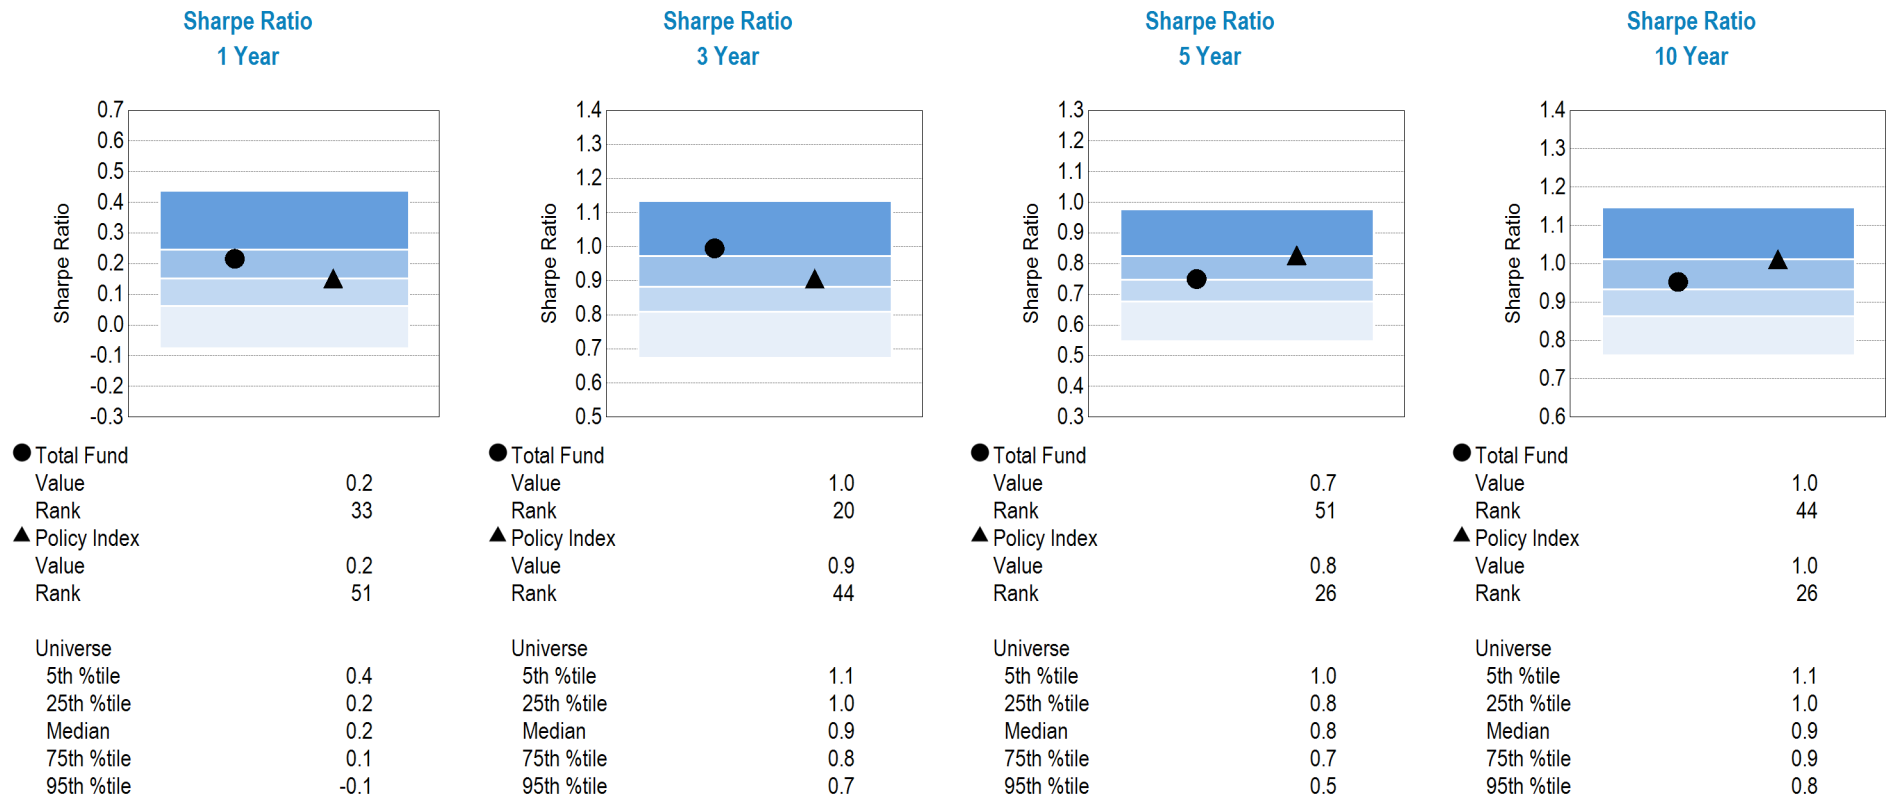 Sharpe Ratio
1 Year
Sharpe Ratio
0.7
0.6
0.5
0.4
0.3
0.2
0.1
0.0
-0.1
-0.2
-0.3
Total Fund
Value 0.2
Rank 33
Policy Index
Value 0.2
Rank 51
Universe
5th %tile 0.4
25th %tile 0.2
Median 0.2
75th %tile 0.1
95th %tile -0.1
Sharpe Ratio
3 Year
Sharpe Ratio
1.4
1.3
1.2
1.1
1.0
0.9
0.8
0.7
0.6
0.5
Total Fund
Value 1.0
Rank 20
Policy Index
Value 0.9
Rank 44
Universe
5th %tile 1.1
25th %tile 1.0
Median 0.9
75th %tile 0.8
95th %tile 0.7
Sharpe Ratio
5 Year
Sharpe Ratio
1.3
1.2
1.1
1.0
0.9
0.8
0.7
0.6
0.5
0.4
0.3
Total Fund
Value 0.7
Rank 51
Policy Index
Value 0.8
Rank 26
Universe
5th %tile 1.0
25th %tile 0.8
Median 0.8
75th %tile 0.7
95th %tile 0.5
Sharpe Ratio
10 Year
Sharpe Ratio
1.4
1.3
1.2
1.1
1.0
0.9
0.8
0.7
0.6
Total Fund
Value 1.0
Rank 44
Policy Index
Value 1.0
Rank 26
Universe
5th %tile 1.1
25th %tile 1.0
Median 0.9
75th %tile 0.9
95th %tile 0.8